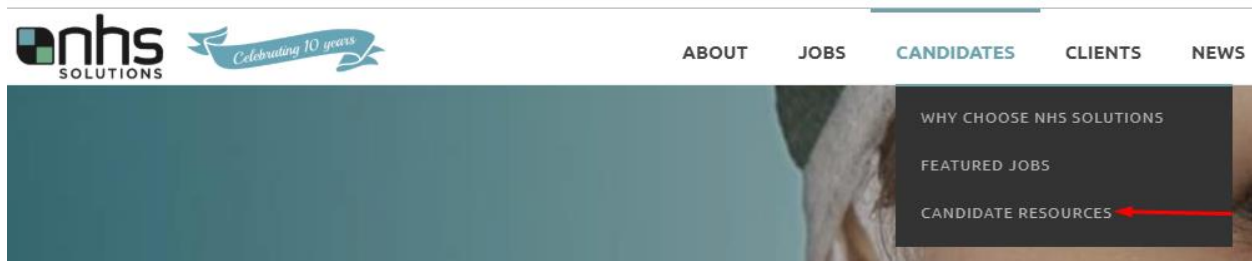 nhs
SOLUTIONS
Celebrating 10 years
ABOUT JOBS CANDIDATES CLIENTS NEWS
WHY CHOOSE NHS SOLUTIONS
FEATURED JOBS
CANDIDATE RESOURCES